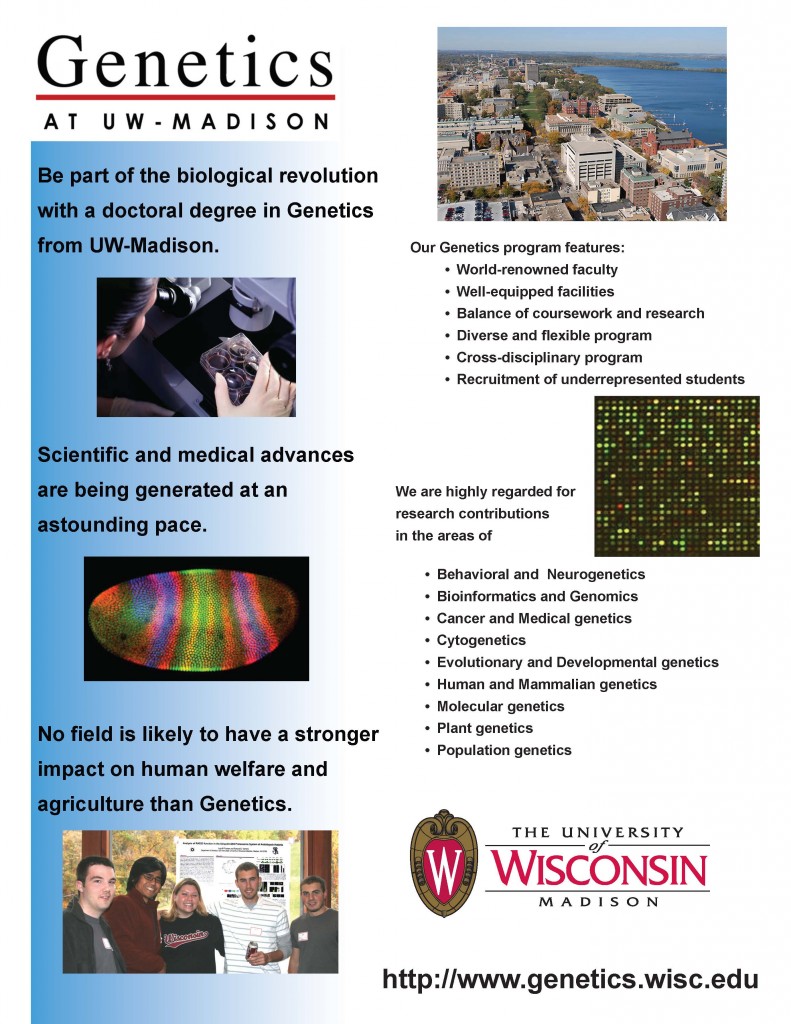 Genetics
AT UW-MADISON
Be part of the biological revolution
with a doctoral degree in Genetics
from UW-Madison.
Scientific and medical advances
are being generated at an
astounding pace.
No field is likely to have a stronger
impact on human welfare and
agriculture than Genetics.
Wisconsin
Our Genetics program features:
• World-renowned faculty
• Well-equipped facilities
• Balance of coursework and research
• Diverse and flexible program
• Cross-disciplinary program
• Recruitment of underrepresented students
We are highly regarded for
research contributions
in the areas of
• Behavioral and  Neurogenetics
• Bioinformatics and Genomics
• Cancer and Medical genetics
• Cytogenetics
• Evolutionary and Developmental genetics
• Human and Mammalian genetics
• Molecular genetics
• Plant genetics
• Population genetics
W
THE UNIVERSITY
of
WISCONSIN
MADISON
http://www.genetics.wisc.edu